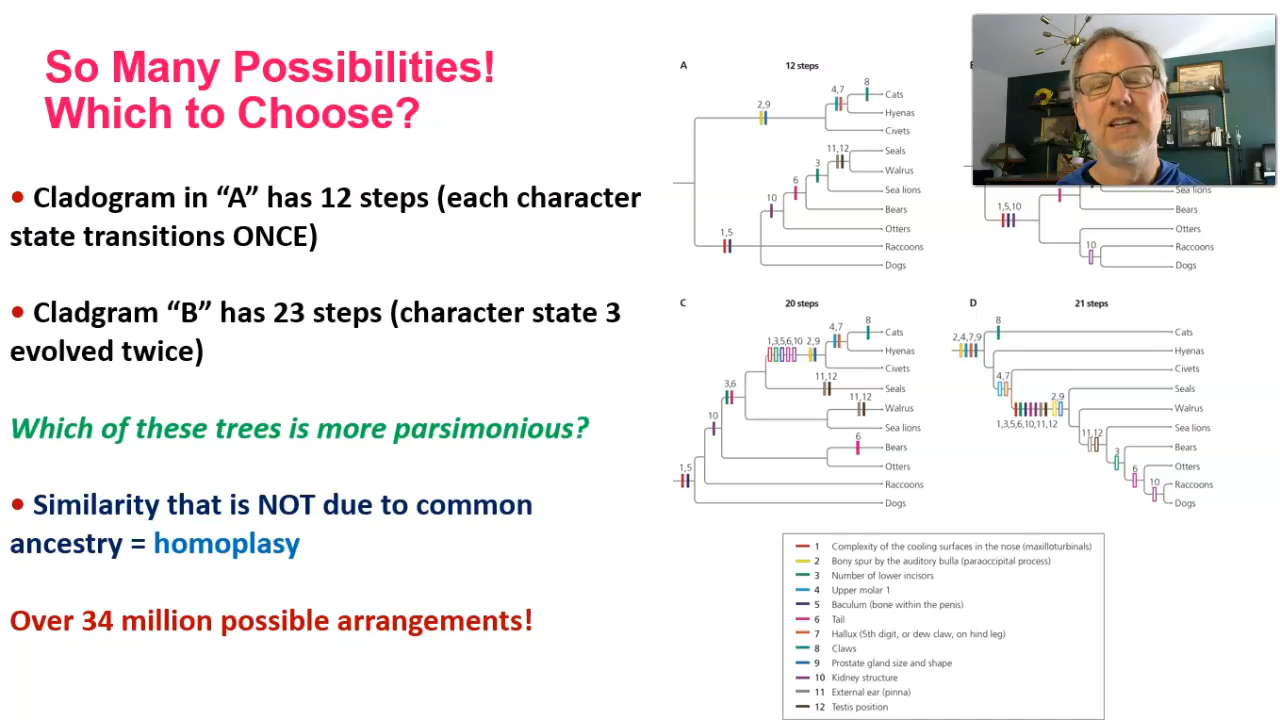 So Many Possibilities!
Which to Choose?
• Cladogram in “A” has 12 steps (each character
state transitions ONCE)
• Cladgram “B” has 23 steps (character state 3
evolved twice)
Which of these trees is more parsimonious?
• Similarity that is NOT due to common
ancestry = homoplasy
Over 34 million possible arrangements!
A
12 steps
8
4,7
Cats
2,9
Hyenas
Civets
11,12
Seals
3
Walrus
6
Sea lions
10
Bears
Otters
1,5
Raccoons
Dogs
Sea lions
Bears
1,5,10
Otters
10
Raccoons
Dogs
C
20 steps
8
4,7
Cats
1,3,5,6,10
2,9
Hyenas
Civets
11,12
Seals
3,6
11,12
Walrus
10
Sea lions
6
Bears
Otters
1,5
Raccoons
Dogs
D
21 steps
8
Cats
2,4,7,9
Hyenas
Civets
4,7
Seals
2,9
Walrus
1,3,5,6,10,11,12
Sea lions
11,12
Bears
3
Otters
6
Raccoons
10
Dogs
1 Complexity of the cooling surfaces in the nose (maxilloturbinals)
2 Bony spur by the auditory bulla (paraoccipital process)
3 Number of lower incisors
4 Upper molar 1
5 Baculum (bone within the penis)
6 Tail
7 Hallux (5th digit, or dew claw, on hind leg)
8 Claws
9 Prostate gland size and shape
10 Kidney structure
11 External ear (pinna)
12 Testis position